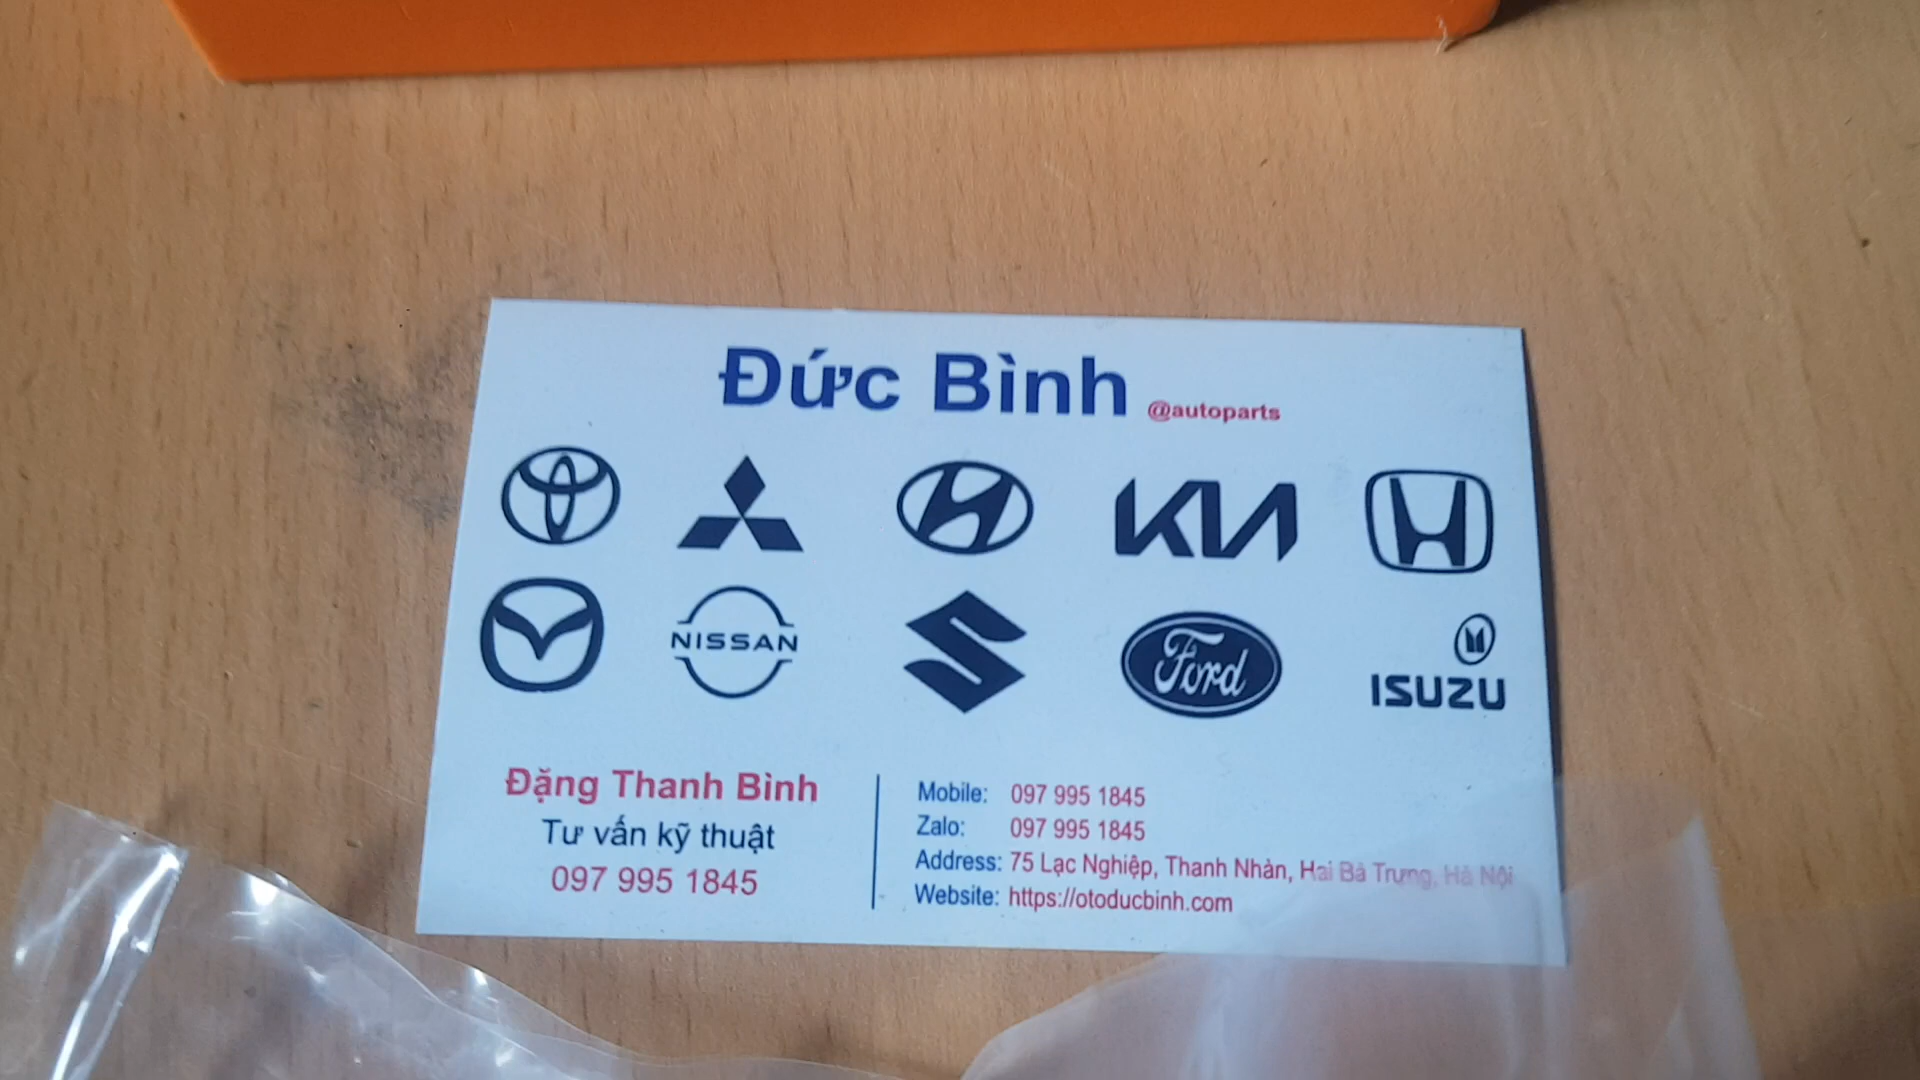 Đức Bình @autoparts
KIA
NISSAN
Ford
ISUZU
Đặng Thanh Bình
Tư vấn kỹ thuật
097 995 1845
Mobile: 097 995 1845
Zalo: 097 995 1845
Address: 75 Lạc Nghiệp, Thanh Nhàn, Hai Bà Trưng, Hà Nội
Website: https://otoducbinh.com